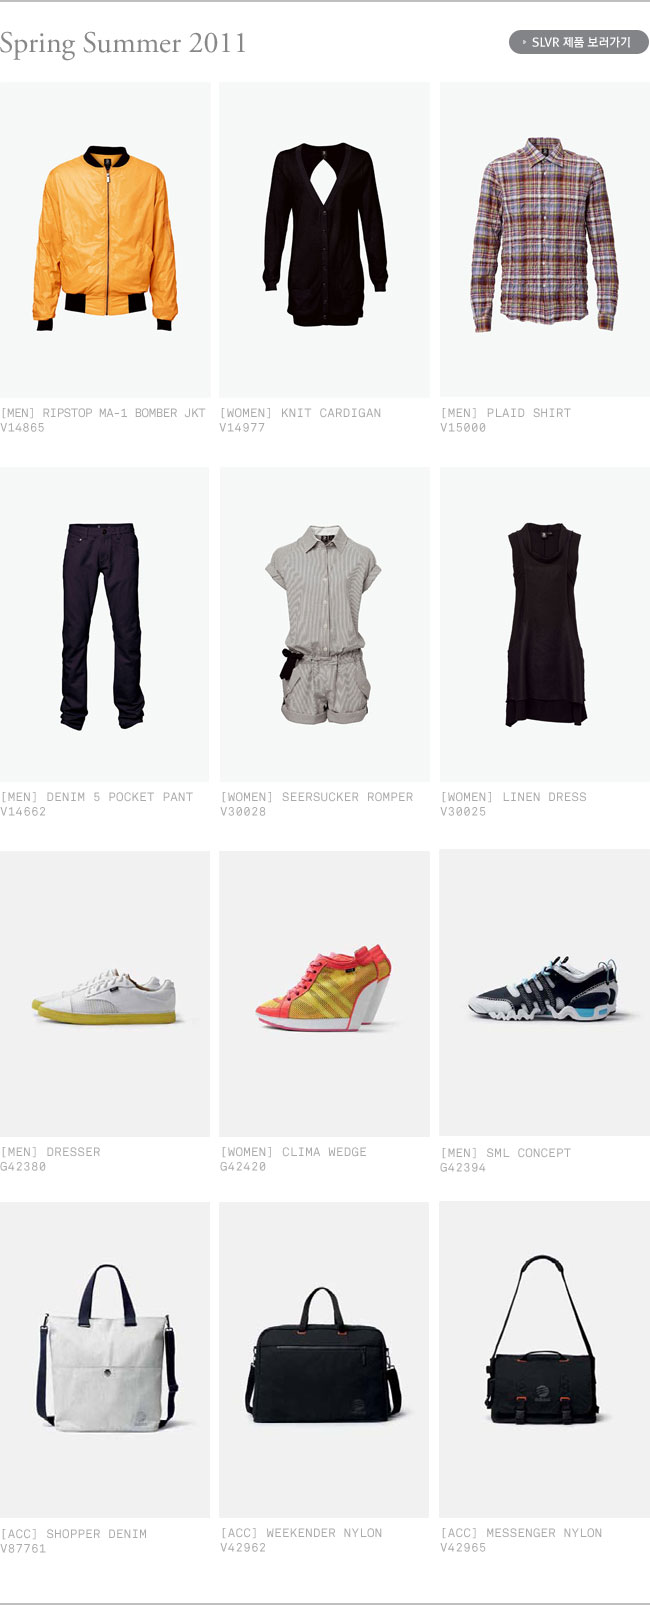 Spring Summer 2011
SLVR 제품 보러가기
[MEN] RIPSTOP MA-1 BOMBER JKT
V14865
[WOMEN] KNIT CARDIGAN
V14977
[MEN] PLAID SHIRT
V15000
[MEN] DENIM 5 POCKET PANT
V14662
[WOMEN] SEERSUCKER ROMPER
V30028
[WOMEN] LINEN DRESS
V30025
[MEN] DRESSER
G42380
[WOMEN] CLIMA WEDGE
G42420
[MEN] SML CONCEPT
G42394
[ACC] SHOPPER DENIM
V87761
[ACC] WEEKENDER NYLON
V42962
[ACC] MESSENGER NYLON
V42965